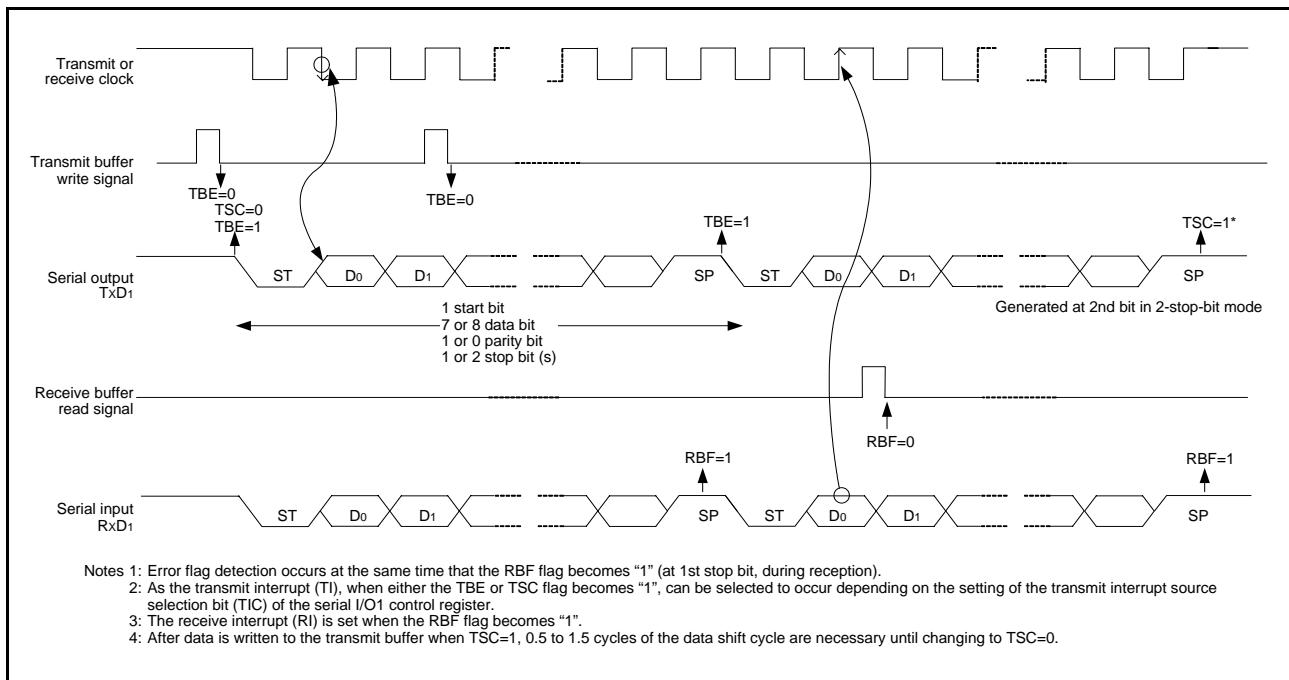 Transmit or
receive clock
Transmit buffer
write signal
TBE=0
TSC=0
TBE=1
TBE=0
TBE=1
TSC=1*
Serial output
TxD1
ST
D0
D1
SP
ST
D0
D1
SP
1 start bit
7 or 8 data bit
1 or 0 parity bit
1 or 2 stop bit (s)
Generated at 2nd bit in 2-stop-bit mode
Receive buffer
read signal
RBF=0
RBF=1
RBF=1
Serial input
RxD1
ST
D0
D1
SP
ST
D0
D1
SP
Notes 1: Error flag detection occurs at the same time that the RBF flag becomes “1” (at 1st stop bit, during reception).
2: As the transmit interrupt (TI), when either the TBE or TSC flag becomes “1”, can be selected to occur depending on the setting of the transmit interrupt source
selection bit (TIC) of the serial I/O1 control register.
3: The receive interrupt (RI) is set when the RBF flag becomes “1”.
4: After data is written to the transmit buffer when TSC=1, 0.5 to 1.5 cycles of the data shift cycle are necessary until changing to TSC=0.